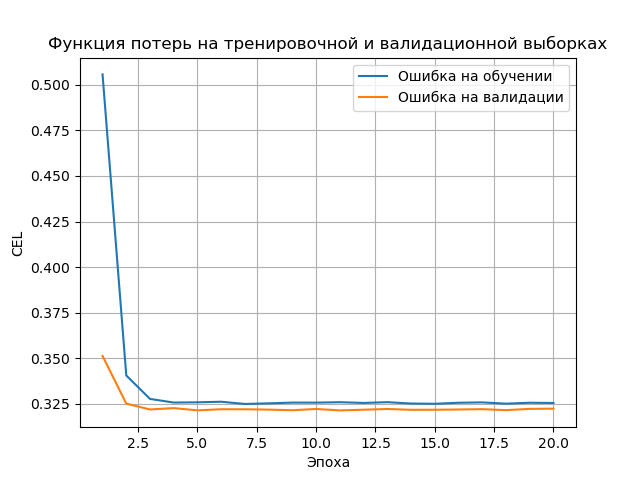 Функция потерь на тренировочной и валидационной выборках
Ошибка на обучении
Ошибка на валидации
0.500
0.475
0.450
0.425
0.400
0.375
0.350
0.325
CEL
2.5 5.0 7.5 10.0 12.5 15.0 17.5 20.0
Эпоха